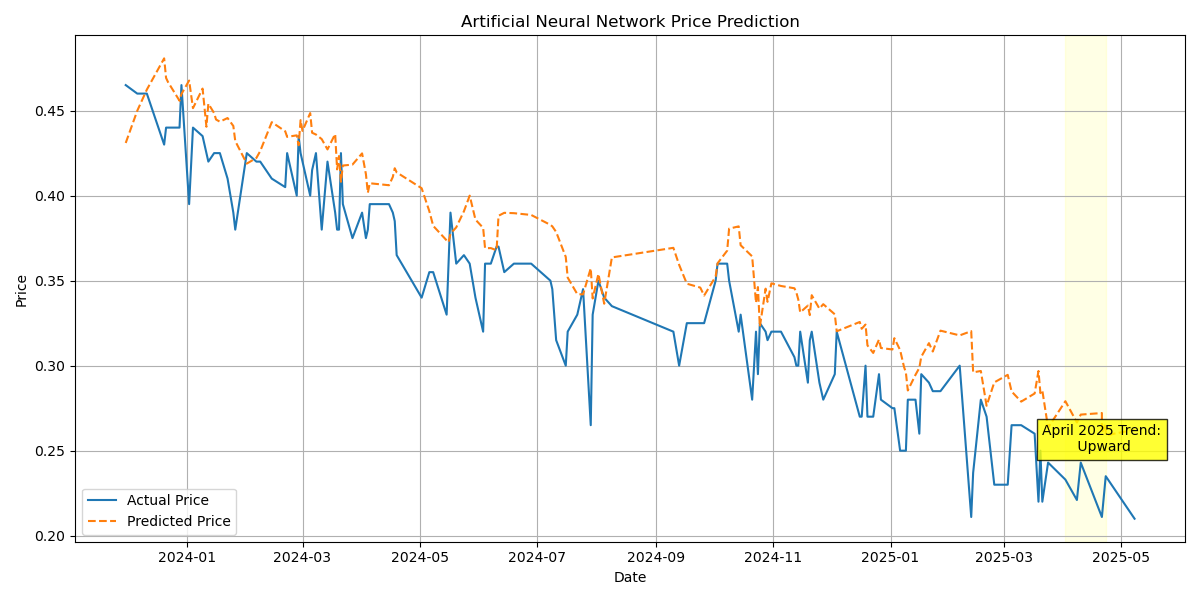 Artificial Neural Network Price Prediction
Price
0.45
0.40
0.35
0.30
0.25
0.20
April 2025 Trend:
Upward
Actual Price
Predicted Price
2024-01
2024-03
2024-05
2024-07
2024-09
2024-11
2025-01
2025-03
2025-05
Date